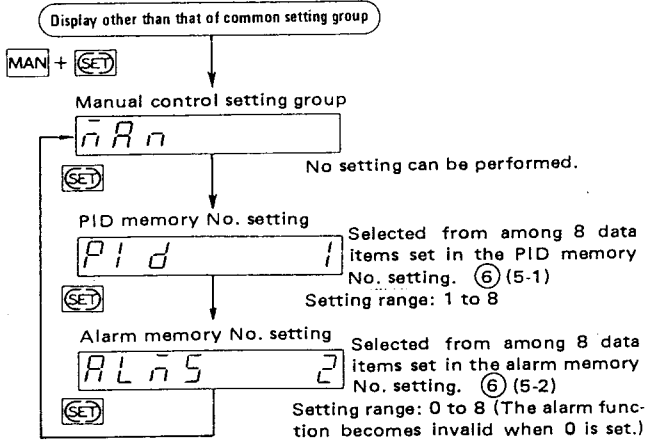 Display other than that of common setting group
MAN + SET
Manual control setting group
n̄ A n
No setting can be performed.
SET
PID memory No. setting
P I d 1
Selected from among 8 data
items set in the PID memory
No. setting. ⑥ (5-1)
Setting range: 1 to 8
SET
Alarm memory No. setting
A L n̄ S 2
Selected from among 8 data
items set in the alarm memory
No. setting. ⑥ (5-2)
Setting range: 0 to 8 (The alarm func-
tion becomes invalid when 0 is set.)
SET